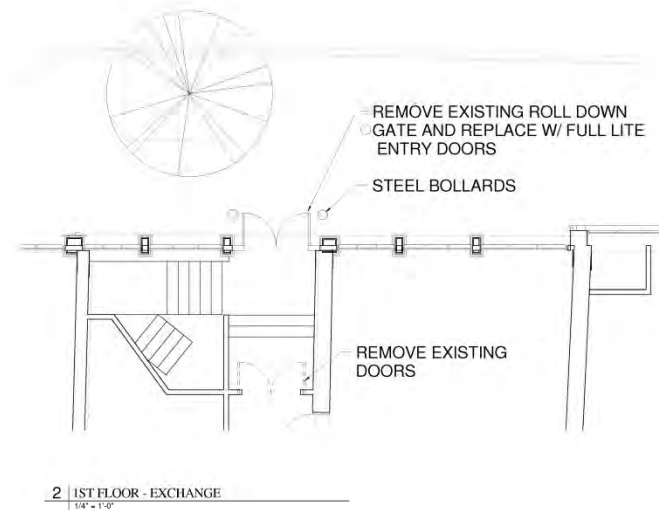 REMOVE EXISTING ROLL DOWN
GATE AND REPLACE W/ FULL LITE
ENTRY DOORS
STEEL BOLLARDS
REMOVE EXISTING
DOORS
2 1ST FLOOR - EXCHANGE
1/4" = 1'-0"